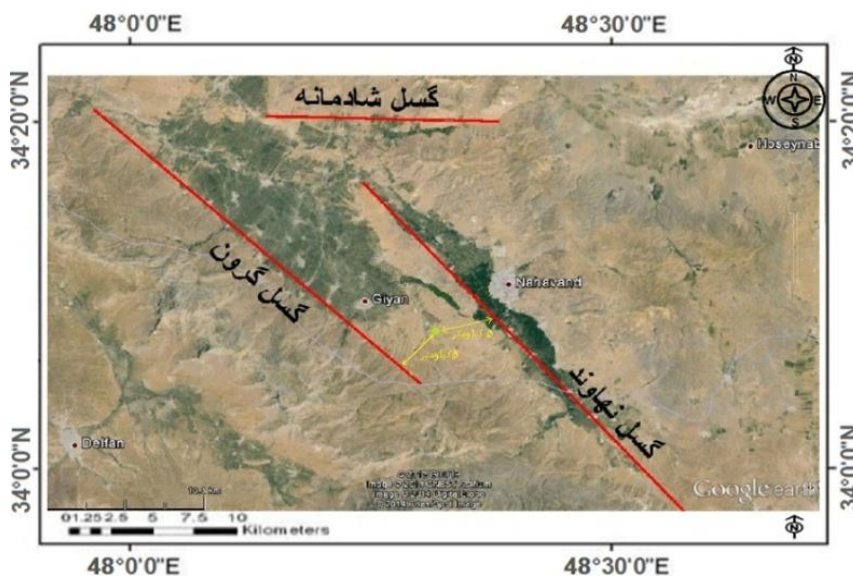 48°0'0"E
48°30'0"E
34°20'0"N
34°20'0"N
N
N
W E
S
گسل شادمانه
Hoseynab
گسل گرون
Giyan
Nahavand
گسل نهاوند
Delfan
34°0'0"N
34°0'0"N
Google earth
0 1.25 2.5 5 7.5 10
Kilometers
N
48°0'0"E
48°30'0"E